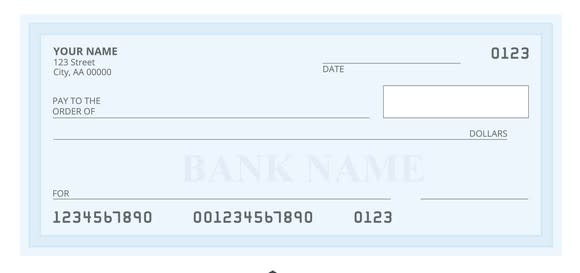 YOUR NAME
123 Street
City, AA 00000
0123
DATE
PAY TO THE
ORDER OF
DOLLARS
BANK NAME
FOR
1234567890 001234567890 0123